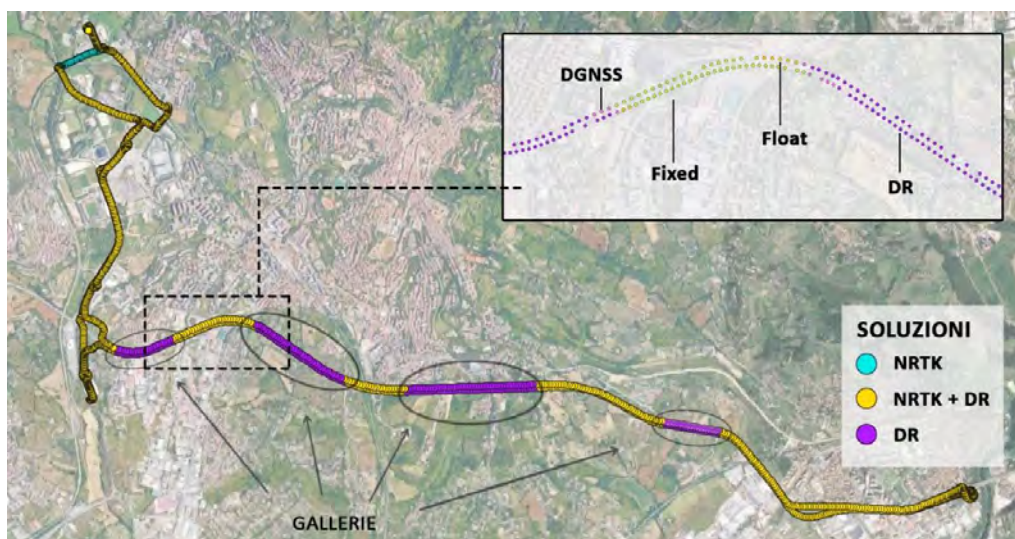 DGNSS
Fixed
Float
DR
SOLUZIONI
NRTK
NRTK + DR
DR
GALLERIE